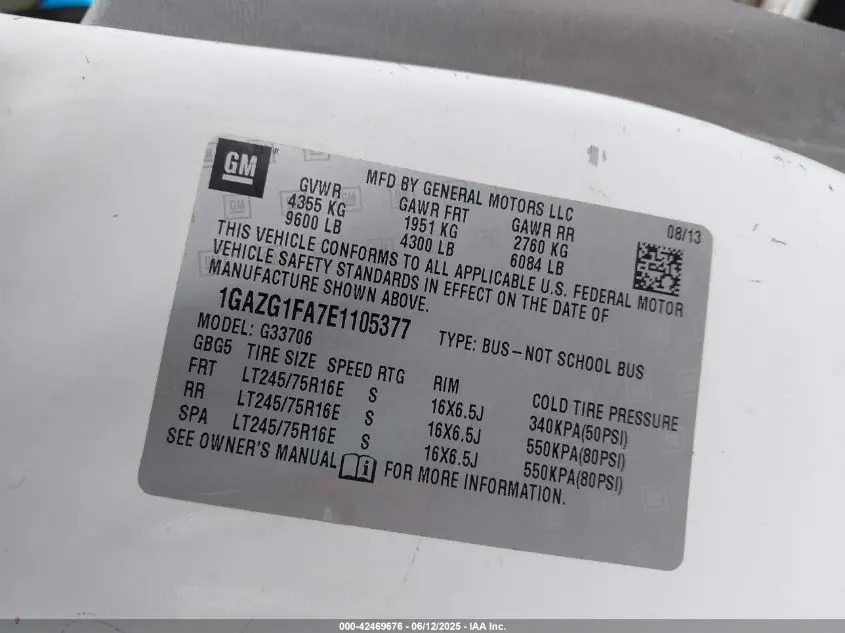 GM
MFD BY GENERAL MOTORS LLC
08/13
GVWR GAWR FRT GAWR RR
4355 KG 1951 KG 2760 KG
9600 LB 4300 LB 6084 LB
THIS VEHICLE CONFORMS TO ALL APPLICABLE U.S. FEDERAL MOTOR
VEHICLE SAFETY STANDARDS IN EFFECT ON THE DATE OF
MANUFACTURE SHOWN ABOVE.
1GAZG1FA7E1105377 TYPE: BUS-NOT SCHOOL BUS
MODEL: G33706
GBG5 TIRE SIZE SPEED RTG RIM COLD TIRE PRESSURE
FRT LT245/75R16E S 16X6.5J 340KPA(50PSI)
RR LT245/75R16E S 16X6.5J 550KPA(80PSI)
SPA LT245/75R16E S 16X6.5J 550KPA(80PSI)
SEE OWNER'S MANUAL FOR MORE INFORMATION.
000-42469676 - 06/12/2025 - IAA Inc.